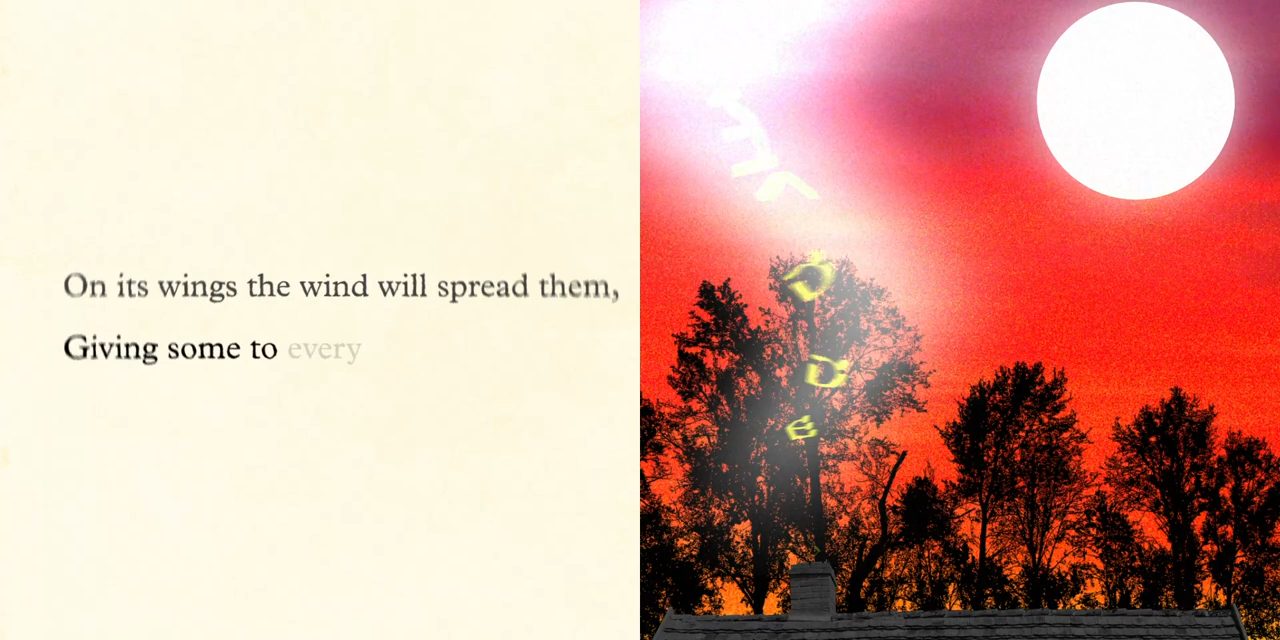 On its wings the wind will spread them,
Giving some to every